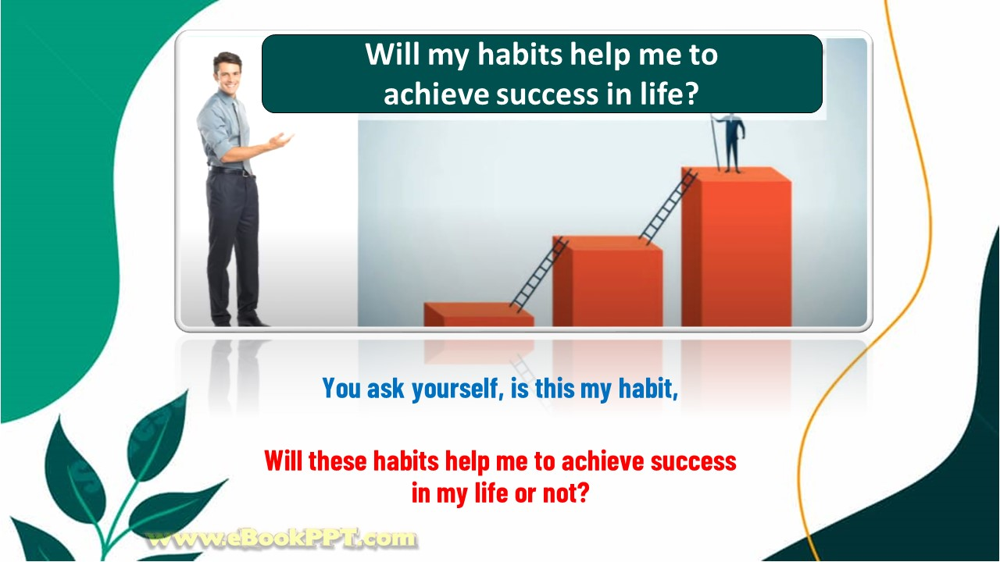 Will my habits help me to
achieve success in life?
You ask yourself, is this my habit,
Will these habits help me to achieve success
in my life or not?
www.eBookPPT.com